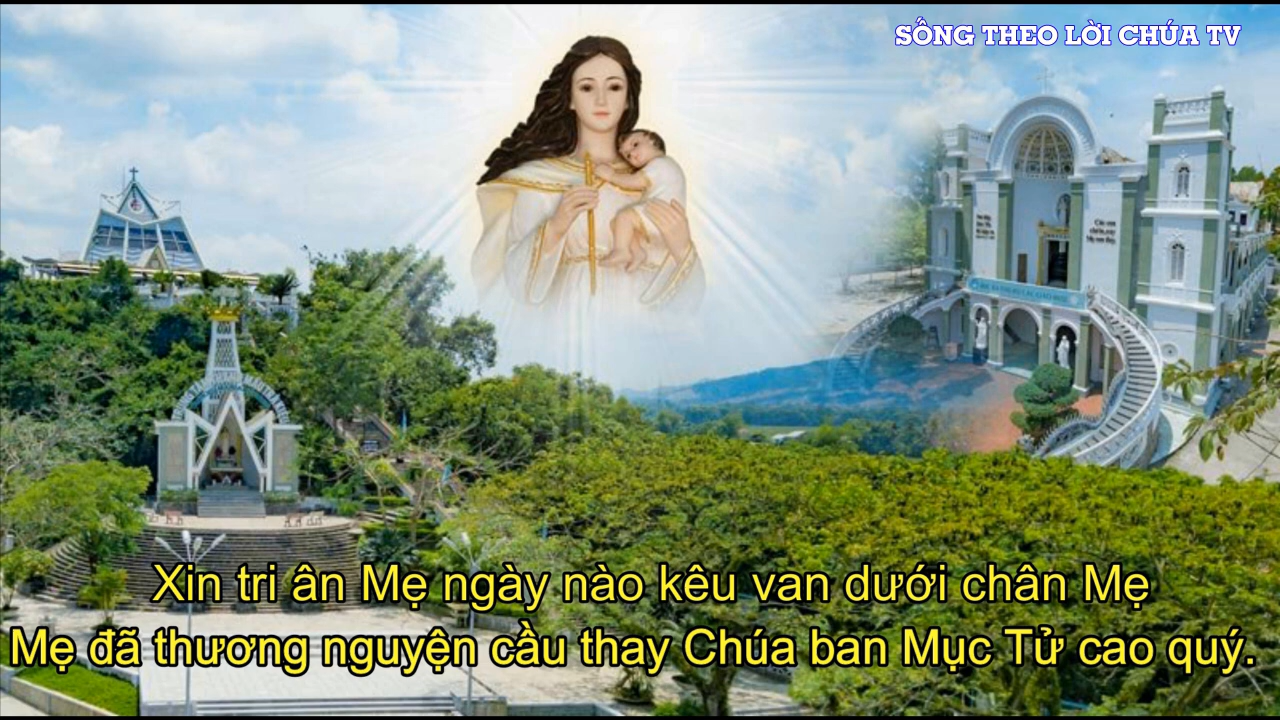 SỐNG THEO LỜI CHÚA TV
Xin tri ân Mẹ ngày nào kêu van dưới chân Mẹ
Mẹ đã thương nguyện cầu thay Chúa ban Mục Tử cao quý.